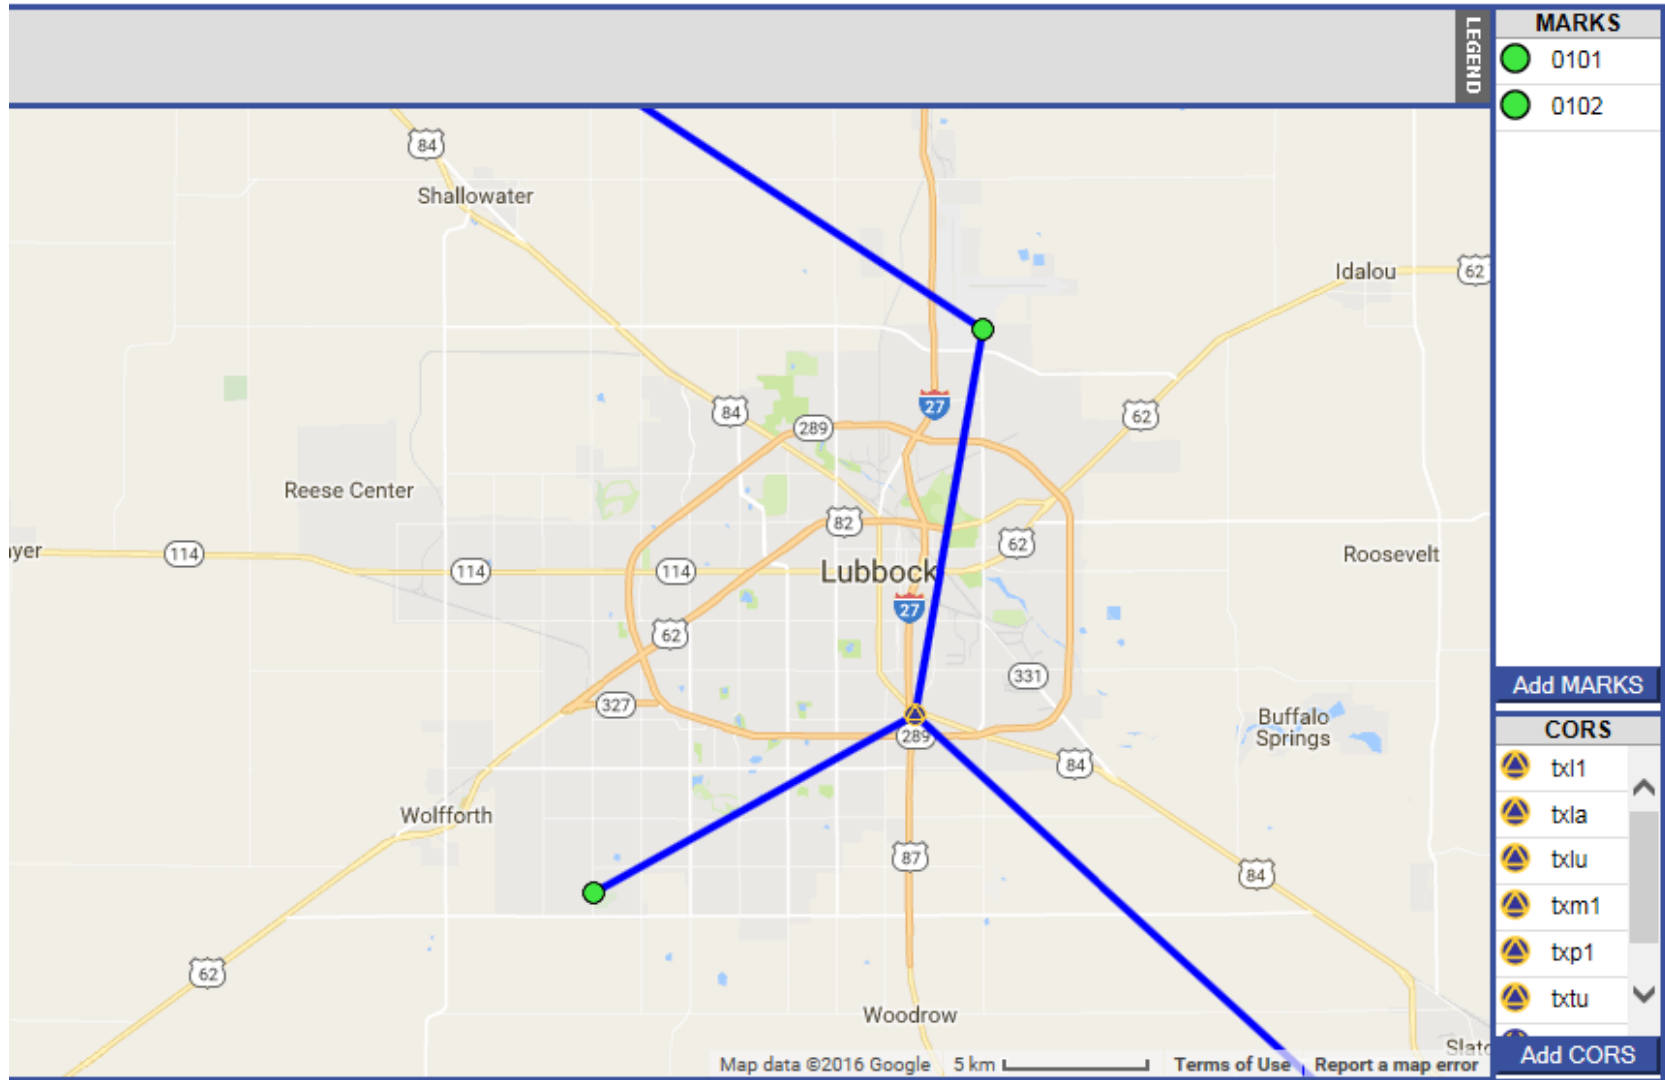 LEGEND
MARKS
0101
0102
84
Shallowater
Idalou
62
27
84
289
62
Reese Center
82
62
yer
114
114
114
Lubbock
Roosevelt
27
62
331
327
Add MARKS
Buffalo
Springs
289
CORS
84
txl1
Wolfforth
txla
87
txlu
84
txm1
62
txp1
txtu
Woodrow
Slato
Map data ©2016 Google
5 km
Terms of Use
Report a map error
Add CORS